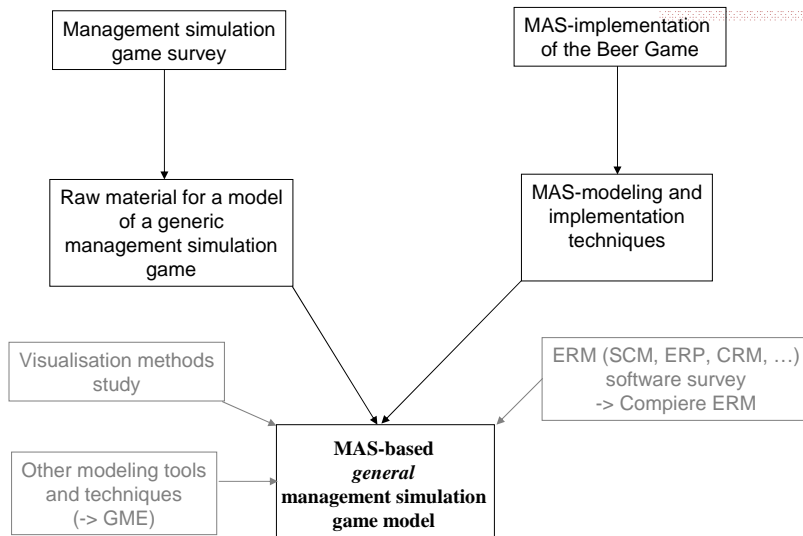 Management simulation
game survey
MAS-implementation
of the Beer Game
Raw material for a model
of a generic
management simulation
game
MAS-modeling and
implementation
techniques
Visualisation methods
study
ERM (SCM, ERP, CRM, …)
software survey
-> Compiere ERM
Other modeling tools
and techniques
(-> GME)
MAS-based
general
management simulation
game model